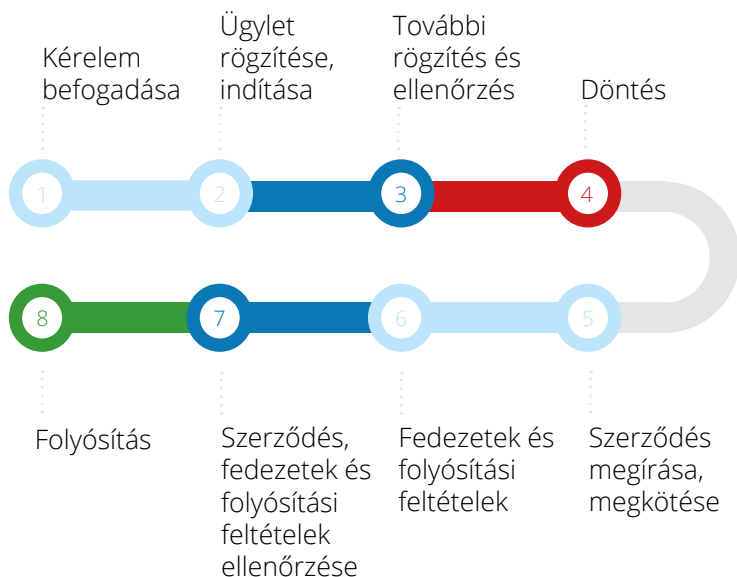 Kérelem
befogadása
Ügylet
rögzítése,
indítása
További
rögzítés és
ellenőrzés
Döntés
1
2
3
4
8
7
6
5
Folyósítás
Szerződés,
fedezetek és
folyósítási
feltételek
ellenőrzése
Fedezetek és
folyósítási
feltételek
Szerződés
megírása,
megkötése